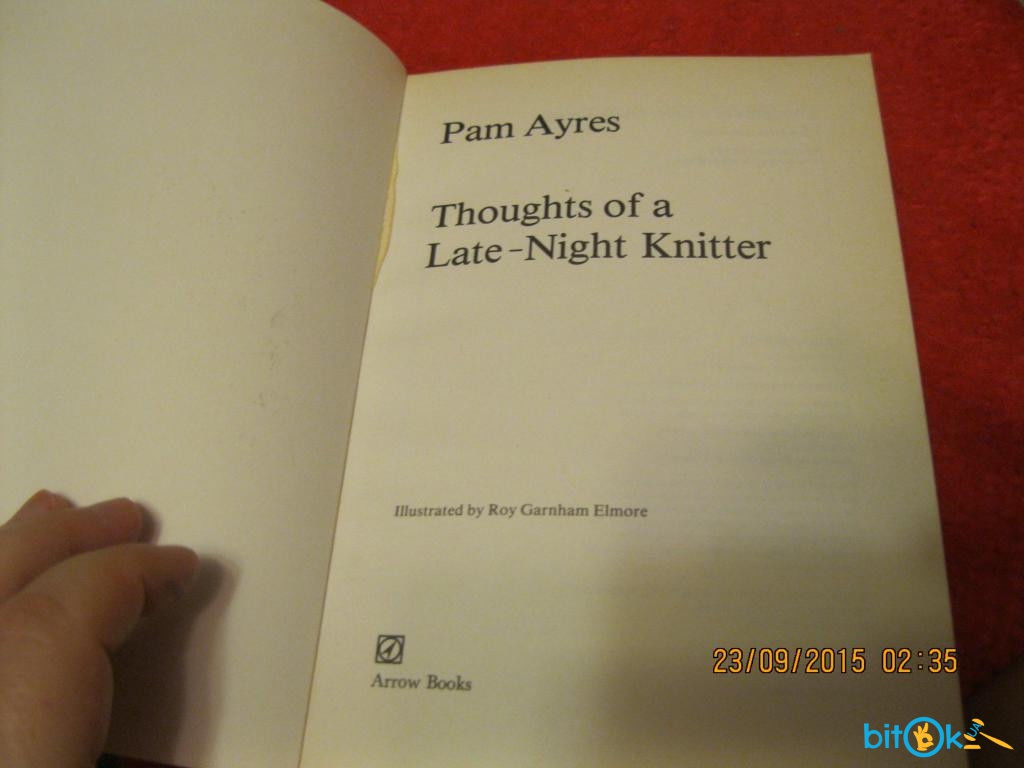 Pam Ayres
Thoughts of a
Late-Night Knitter
Illustrated by Roy Garnham Elmore
Arrow Books
23/09/2015 02:35
bitOk
UA